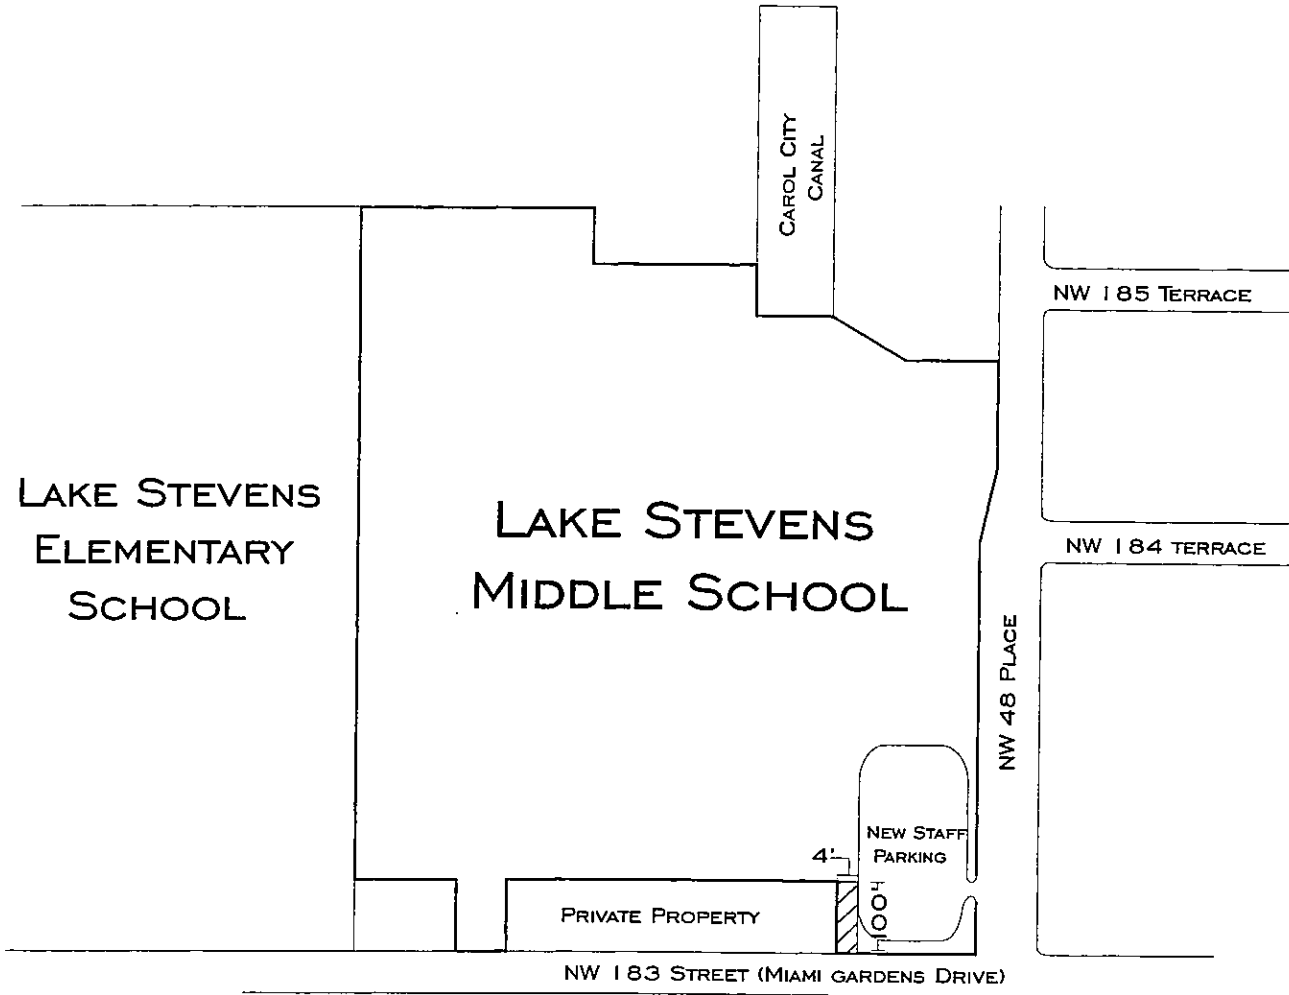 CAROL CITY
CANAL
NW 185 TERRACE
LAKE STEVENS
ELEMENTARY
SCHOOL
LAKE STEVENS
MIDDLE SCHOOL
NW 184 TERRACE
NW 48 PLACE
NEW STAFF
PARKING
4'
100'
PRIVATE PROPERTY
NW 183 STREET (MIAMI GARDENS DRIVE)